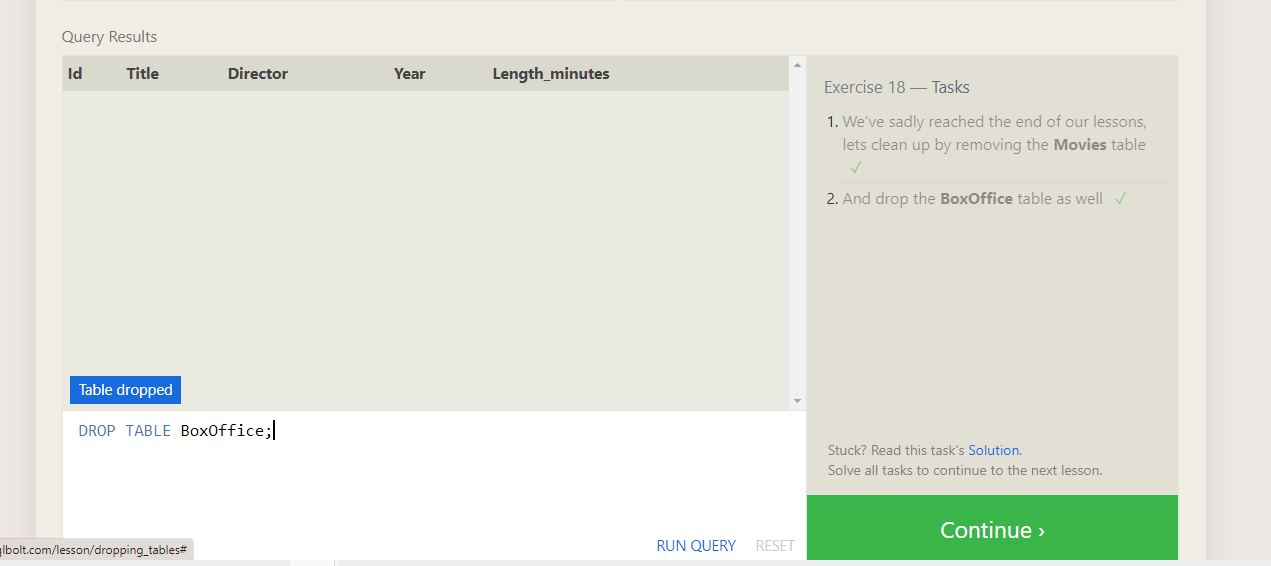 Query Results
Id Title Director Year Length_minutes
Table dropped
DROP TABLE BoxOffice;
RUN QUERY RESET
Exercise 18 — Tasks
1. We've sadly reached the end of our lessons,
lets clean up by removing the Movies table
✓
2. And drop the BoxOffice table as well ✓
Stuck? Read this task's Solution.
Solve all tasks to continue to the next lesson.
Continue ›
qlbolt.com/lesson/dropping_tables#